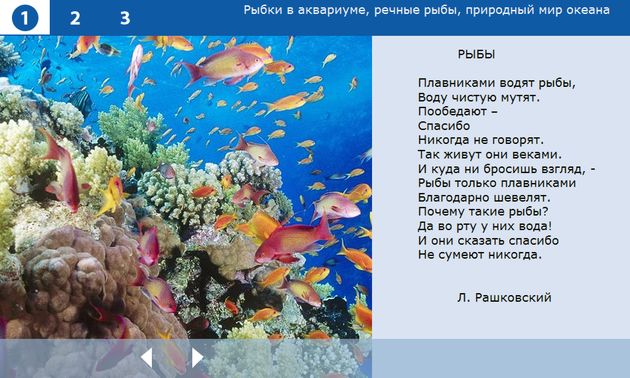 1 2 3
Рыбки в аквариуме, речные рыбы, природный мир океана
РЫБЫ
Плавниками водят рыбы,
Воду чистую мутят.
Пообедают –
Спасибо
Никогда не говорят.
Так живут они веками.
И куда ни бросишь взгляд, -
Рыбы только плавниками
Благодарно шевелят.
Почему такие рыбы?
Да во рту у них вода!
И они сказать спасибо
Не сумеют никогда.
Л. Рашковский